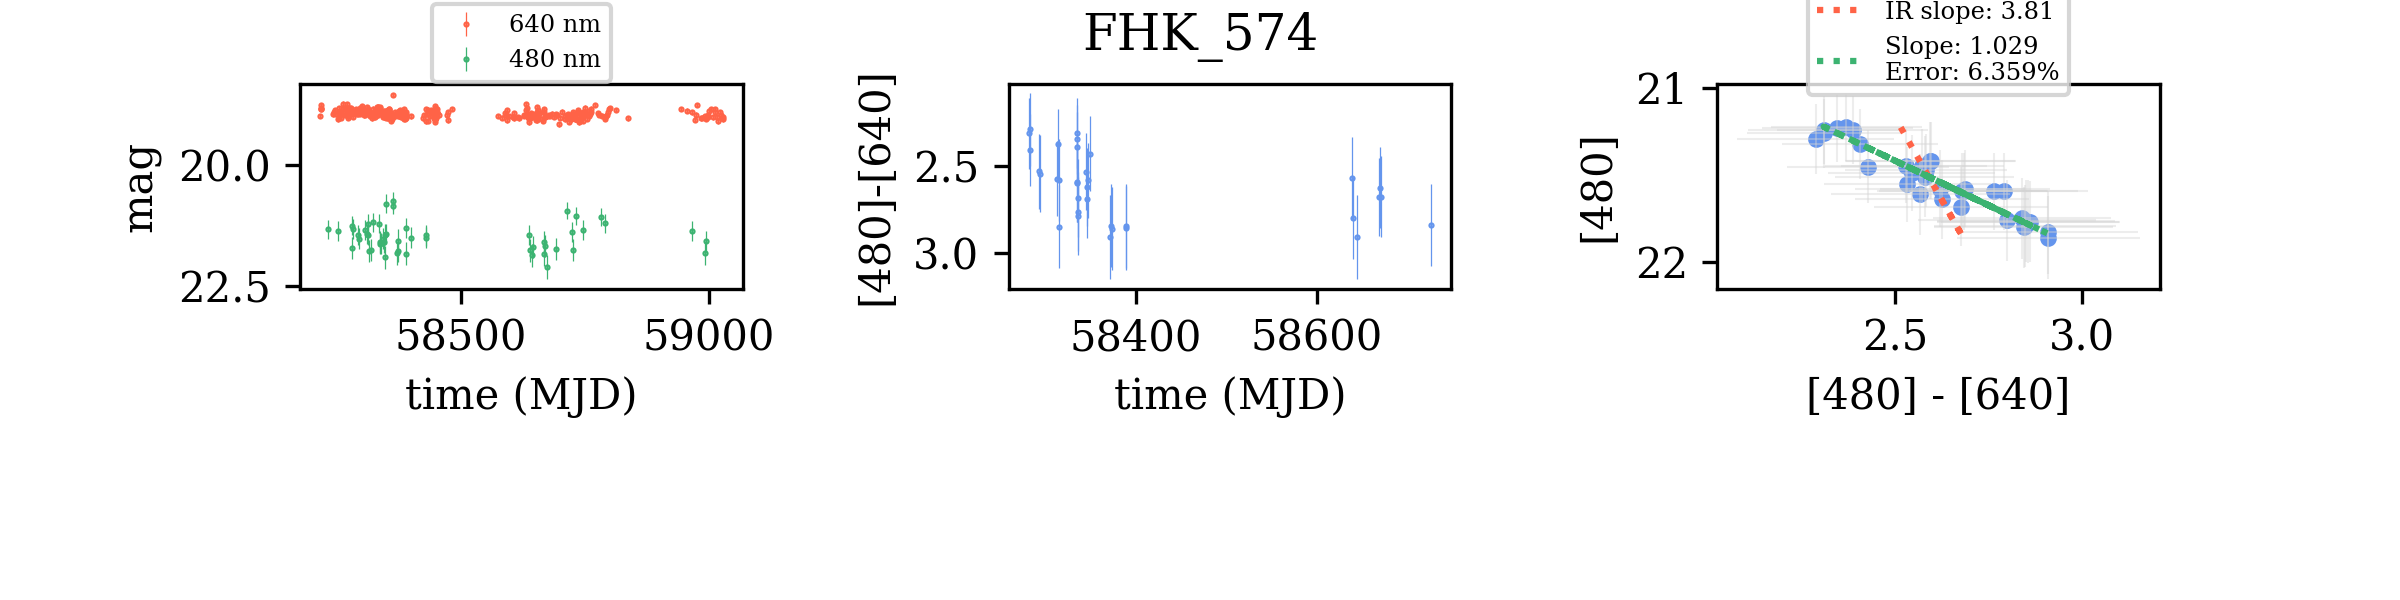 640 nm
480 nm
mag
20.0
22.5
58500
59000
time (MJD)
FHK_574
[480]-[640]
2.5
3.0
58400
58600
time (MJD)
IR slope: 3.81
Slope: 1.029
Error: 6.359%
[480]
21
22
2.5
3.0
[480] - [640]